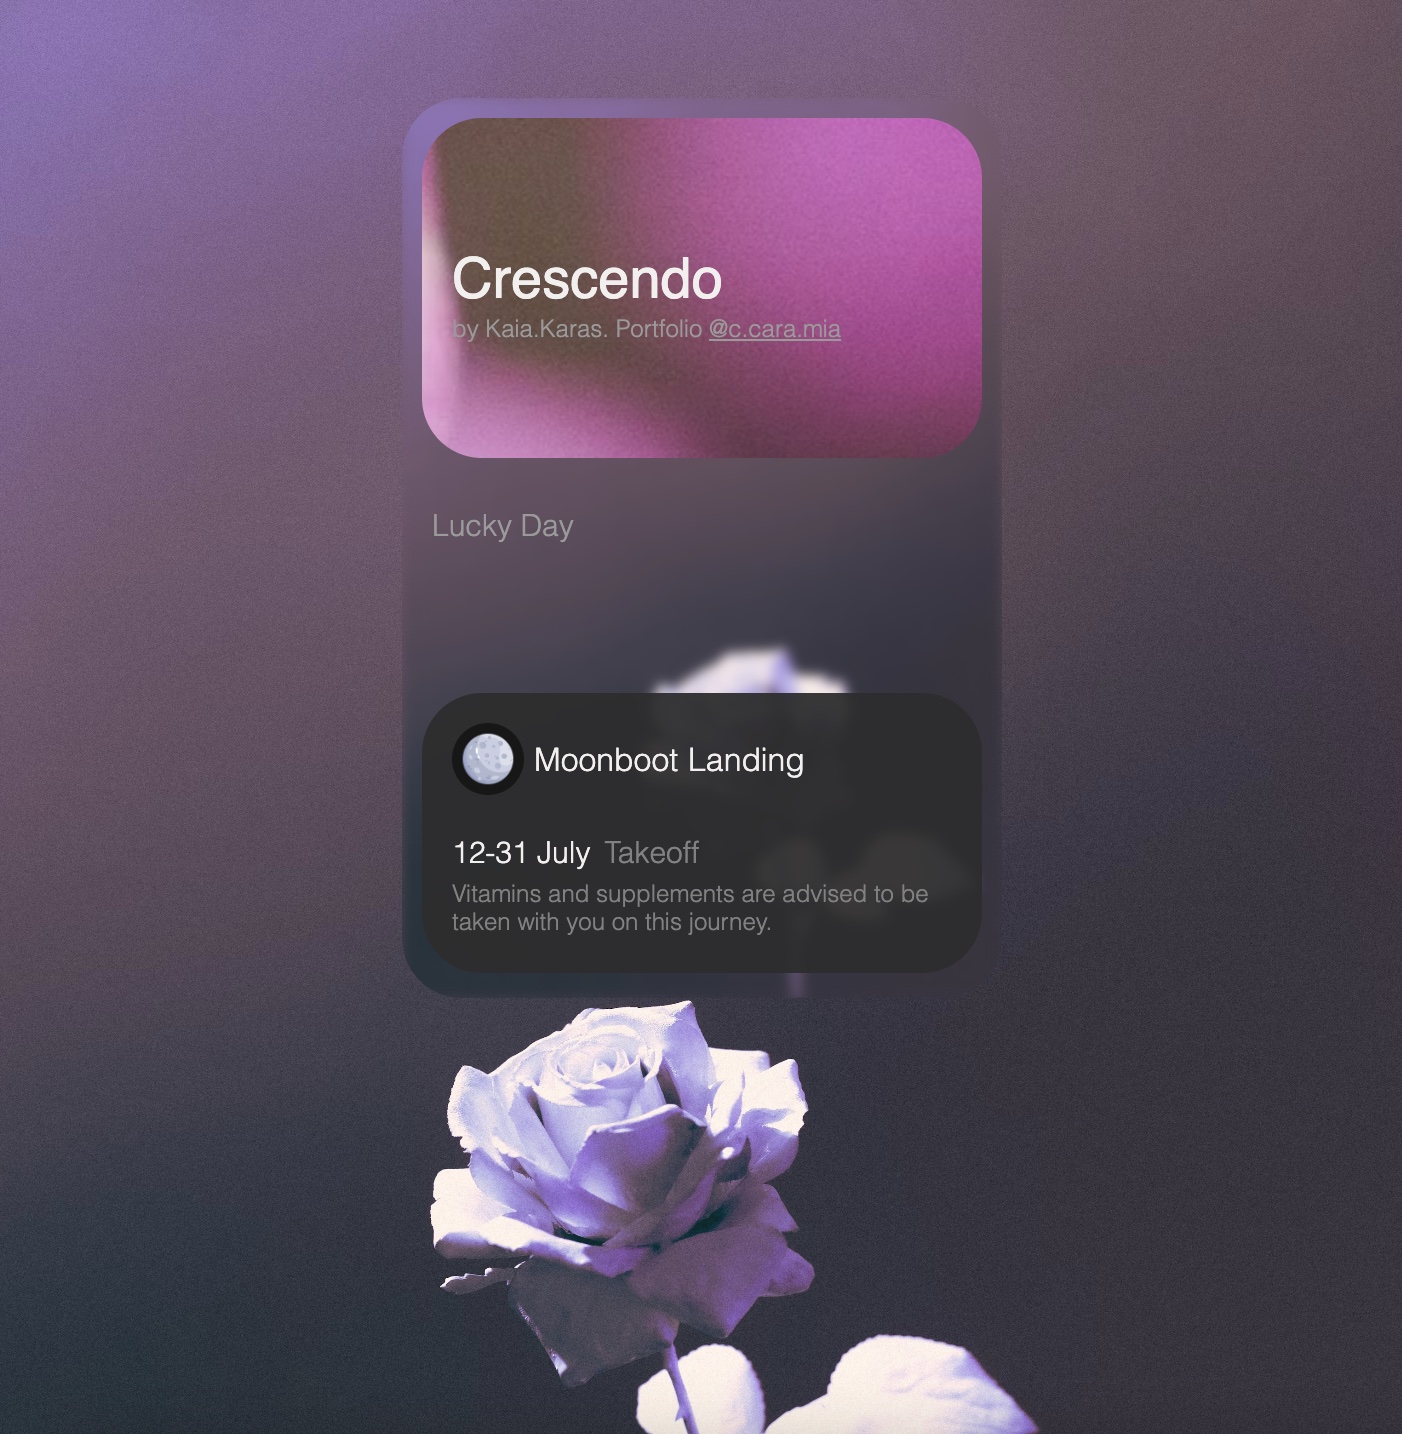 Crescendo
by Kaia.Karas. Portfolio @c.cara.mia
Lucky Day
Moonboot Landing
12-31 July Takeoff
Vitamins and supplements are advised to be
taken with you on this journey.